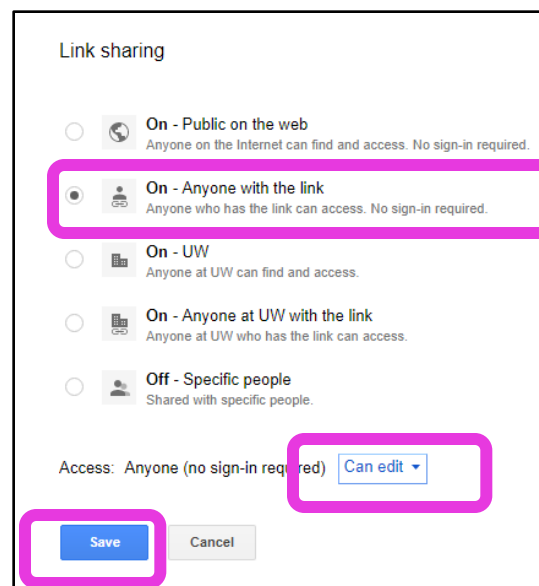 Link sharing
On - Public on the web
Anyone on the Internet can find and access. No sign-in required.
On - Anyone with the link
Anyone who has the link can access. No sign-in required.
On - UW
Anyone at UW can find and access.
On - Anyone at UW with the link
Anyone at UW who has the link can access.
Off - Specific people
Shared with specific people.
Access: Anyone (no sign-in required) Can edit
Save Cancel